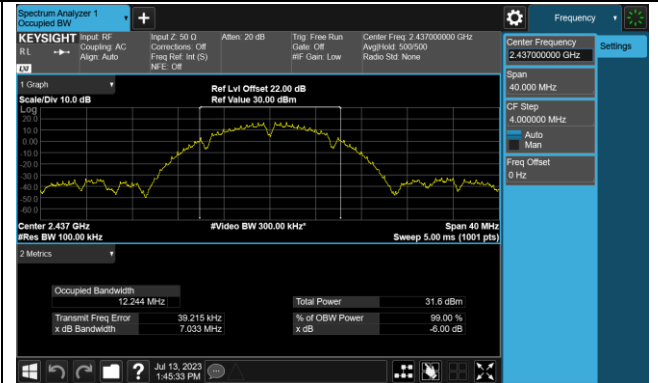 Spectrum Analyzer 1
Occupied BW
+
Frequency
KEYSIGHT
RL
LXI
Input: RF
Coupling: AC
Align: Auto
Input Z: 50 Ω
Corrections: Off
Freq Ref: Int (S)
NFE: Off
Atten: 20 dB
Trig: Free Run
Gate: Off
#IF Gain: Low
Center Freq: 2.437000000 GHz
Avg|Hold: 500/500
Radio Std: None
Center Frequency
2.437000000 GHz
Settings
Span
40.000 MHz
CF Step
4.000000 MHz
Auto
Man
Freq Offset
0 Hz
1 Graph
Scale/Div 10.0 dB
Ref Lvl Offset 22.00 dB
Ref Value 30.00 dBm
Log
20.0
10.0
0.00
-10.0
-20.0
-30.0
-40.0
-50.0
-60.0
Center 2.437 GHz
#Res BW 100.00 kHz
#Video BW 300.00 kHz*
Span 40 MHz
Sweep 5.00 ms (1001 pts)
2 Metrics
Occupied Bandwidth
12.244 MHz
Total Power 31.6 dBm
Transmit Freq Error 39.215 kHz
% of OBW Power 99.00 %
x dB Bandwidth 7.033 MHz
x dB -6.00 dB
?
Jul 13, 2023
1:45:33 PM